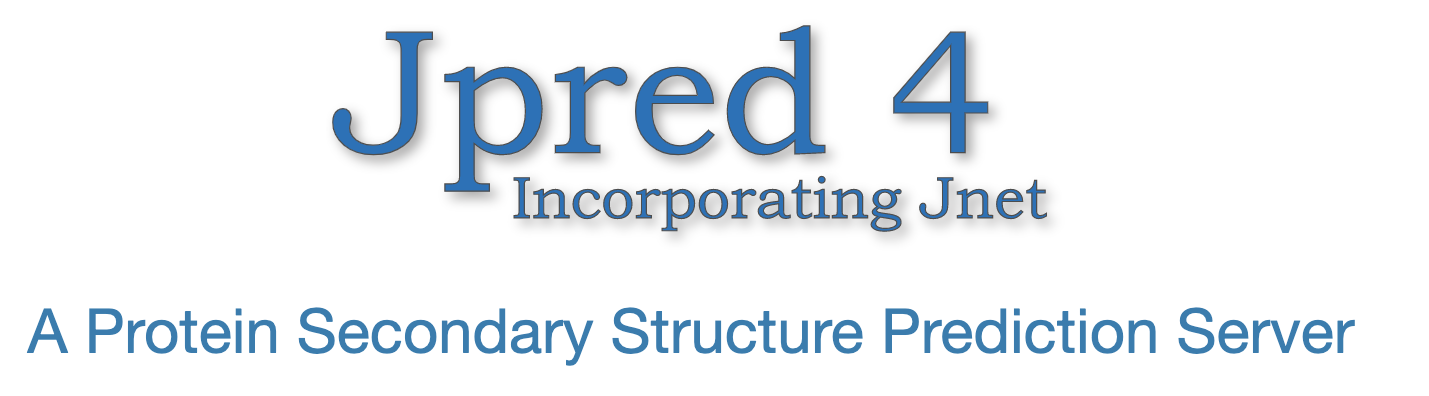 Jpred 4
Incorporating Jnet
A Protein Secondary Structure Prediction Server